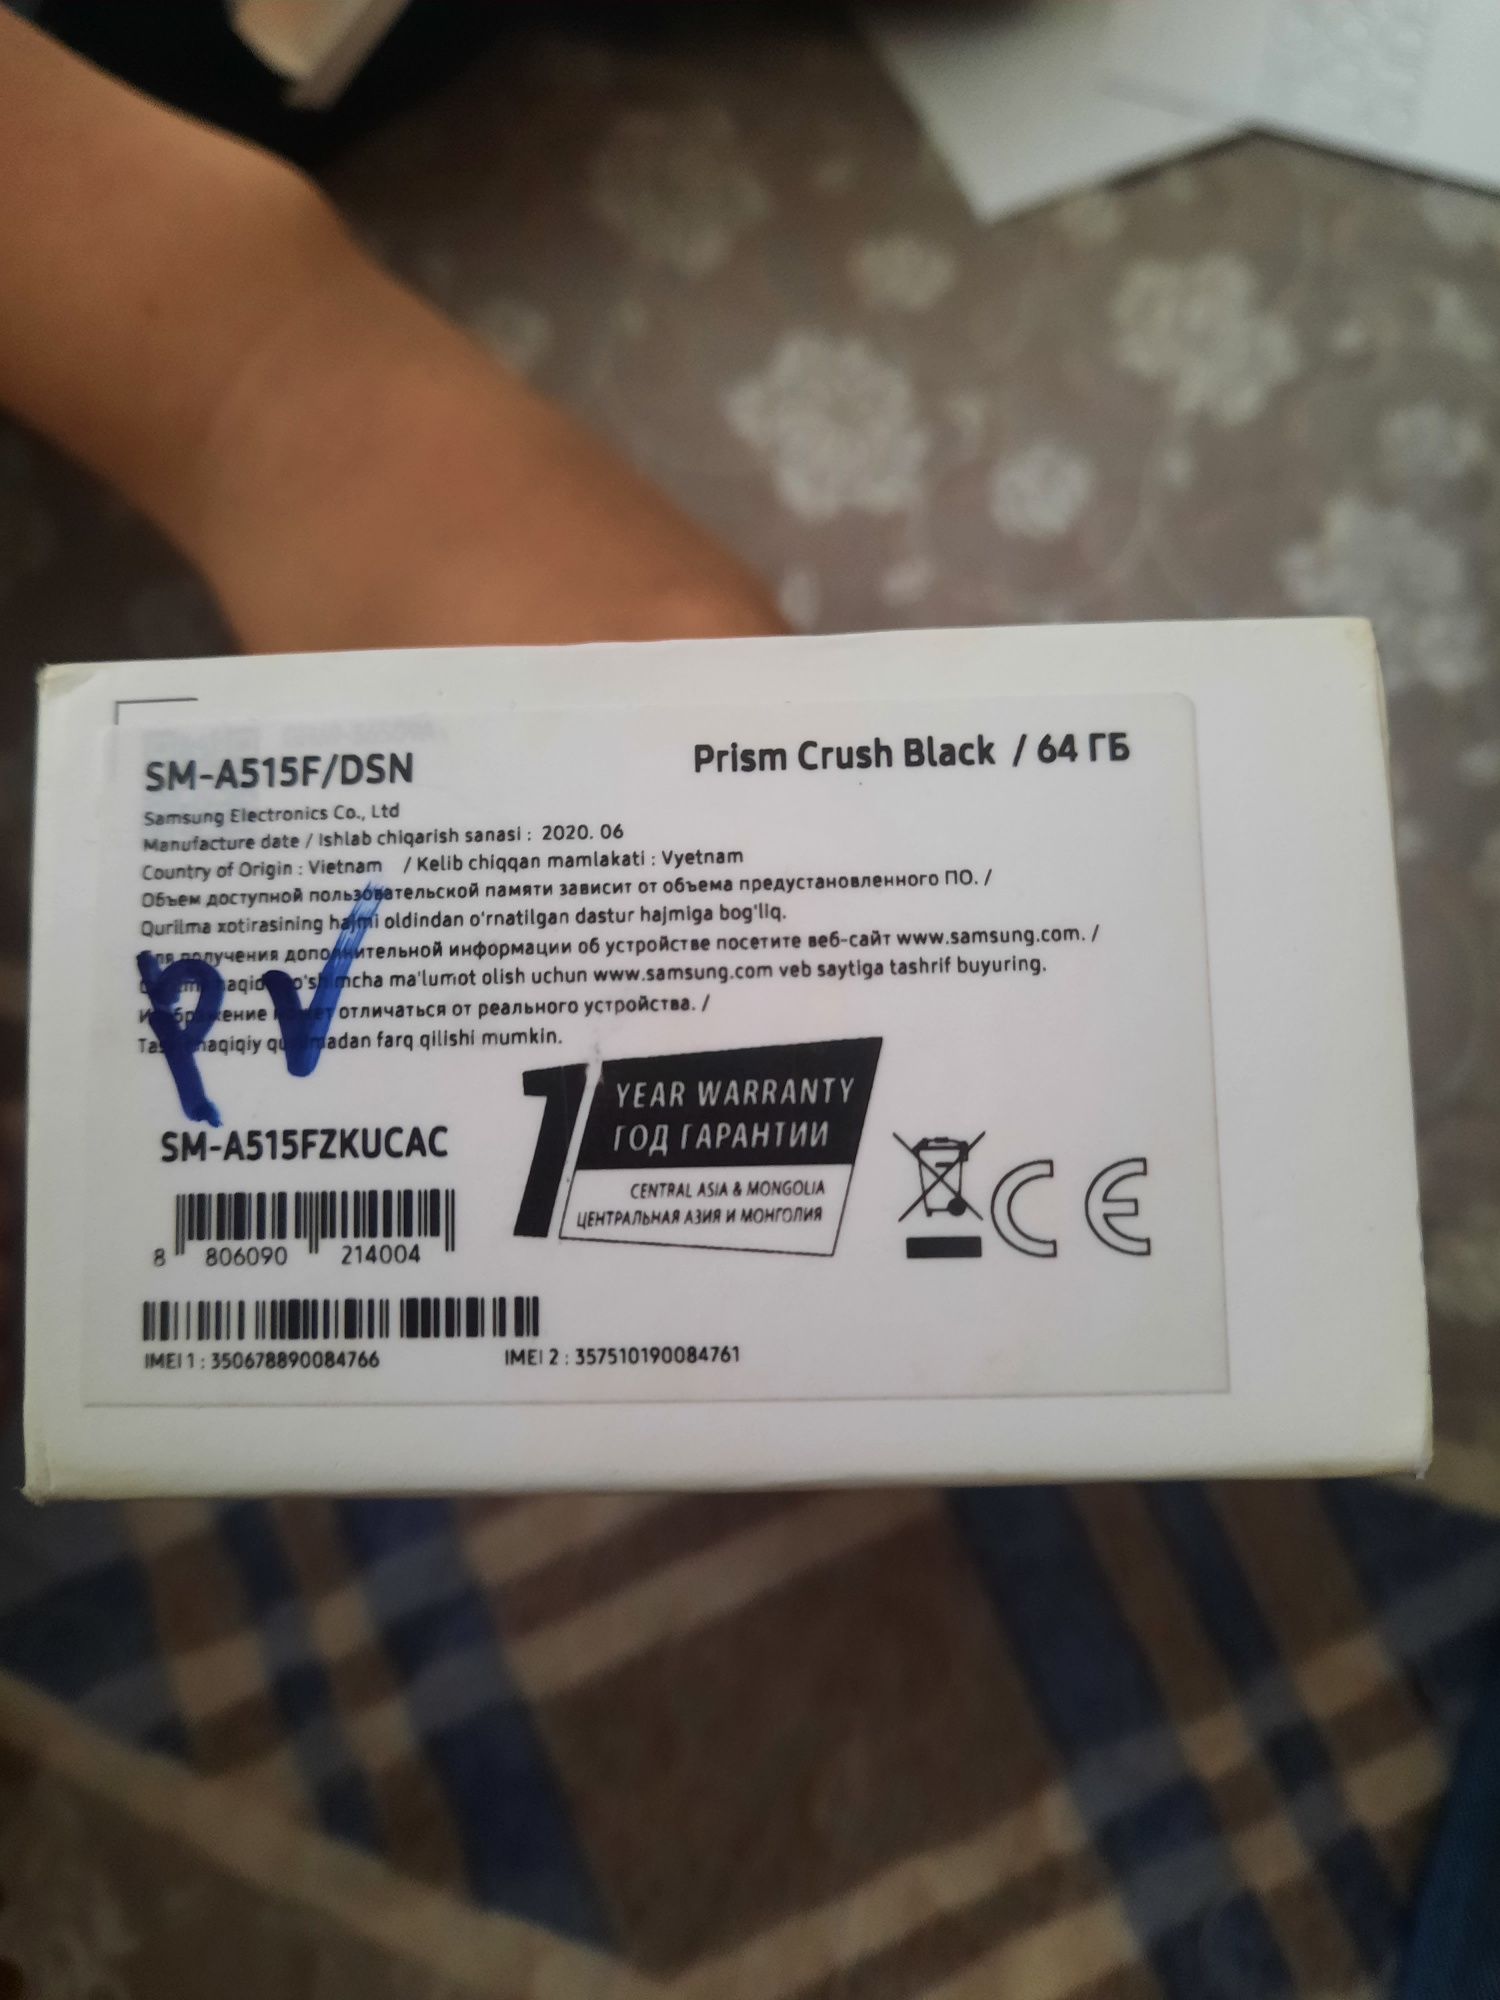 SM-A515F/DSN
Prism Crush Black / 64 ГБ
Samsung Electronics Co., Ltd
Manufacture date / Ishlab chiqarish sanasi : 2020. 06
Country of Origin : Vietnam / Kelib chiqqan mamlakati : Vyetnam
Объем доступной пользовательской памяти зависит от объема предустановленного ПО. /
Qurilma xotirasining hajmi oldindan o'rnatilgan dastur hajmiga bog'liq.
Для получения дополнительной информации об устройстве посетите веб-сайт www.samsung.com. /
ma'lumot olish uchun www.samsung.com veb saytiga tashrif buyuring.
отличаться от реального устройства. /
farq qilishi mumkin.
PV
1 YEAR WARRANTY
ГОД ГАРАНТИИ
CENTRAL ASIA & MONGOLIA
ЦЕНТРАЛЬНАЯ АЗИЯ И МОНГОЛИЯ
SM-A515FZKUCAC
8 806090 214004
CE
IMEI 1 : 350678890084766
IMEI 2 : 357510190084761